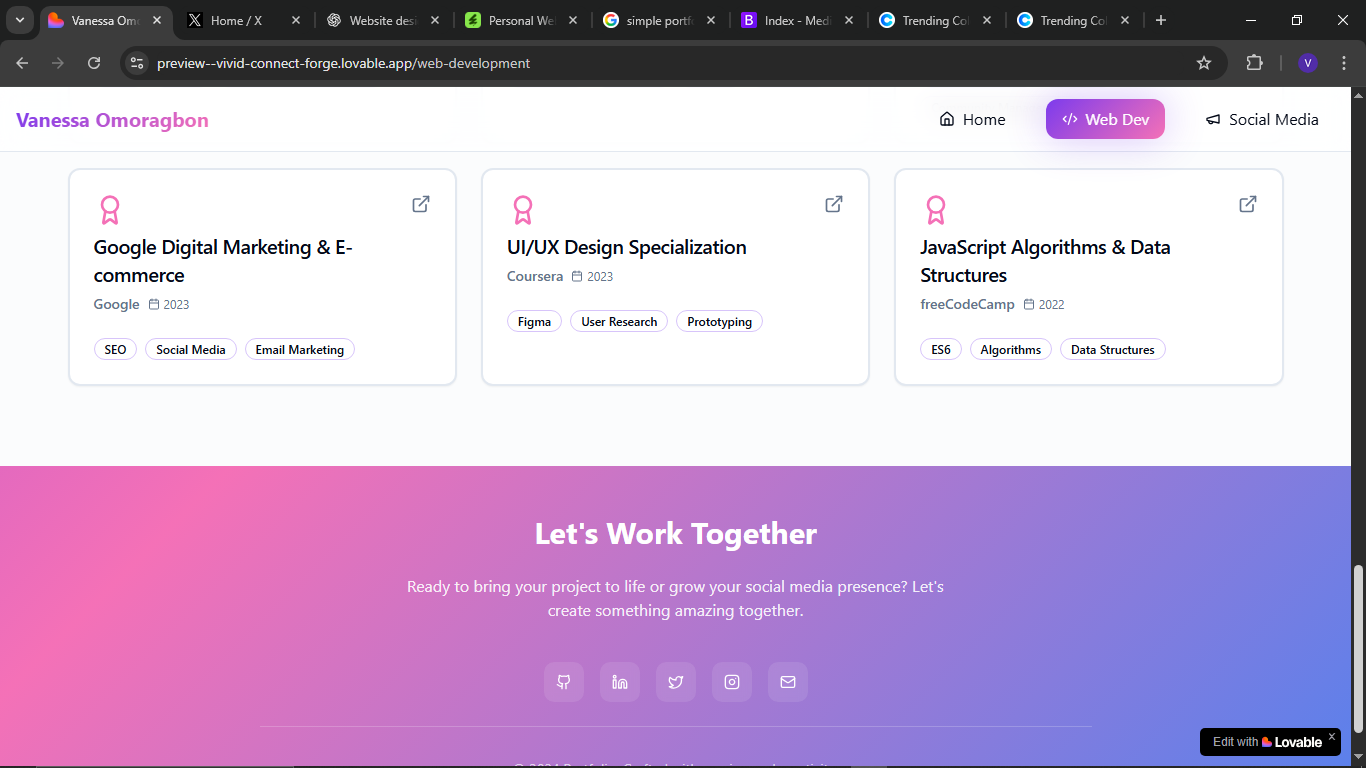 Vanessa Omo
Home / X
Website desi
Personal We
simple portf
Index - Medi
Trending Col
Trending Col
preview--vivid-connect-forge.lovable.app/web-development
V
Vanessa Omoragbon
Home
Web Dev
Social Media
Google Digital Marketing & E-
commerce
Google 2023
SEO Social Media Email Marketing
UI/UX Design Specialization
Coursera 2023
Figma User Research Prototyping
JavaScript Algorithms & Data
Structures
freeCodeCamp 2022
ES6 Algorithms Data Structures
Let's Work Together
Ready to bring your project to life or grow your social media presence? Let's
create something amazing together.
Edit with Lovable